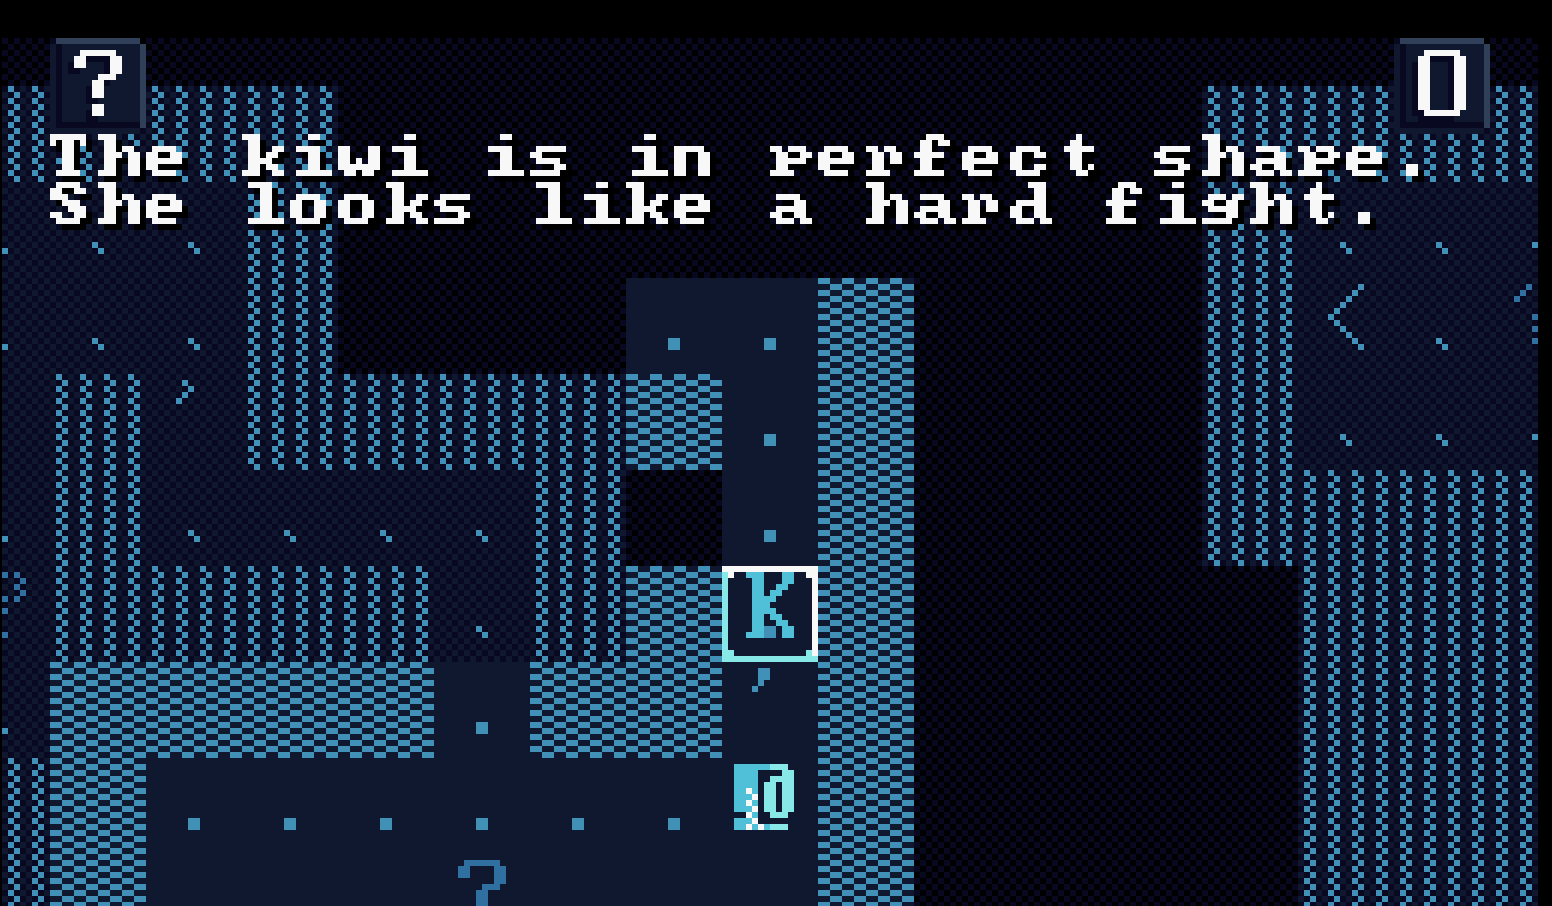 ? 0
The kiwi is in perfect shape.
She looks like a hard fight.
<
K
@
?